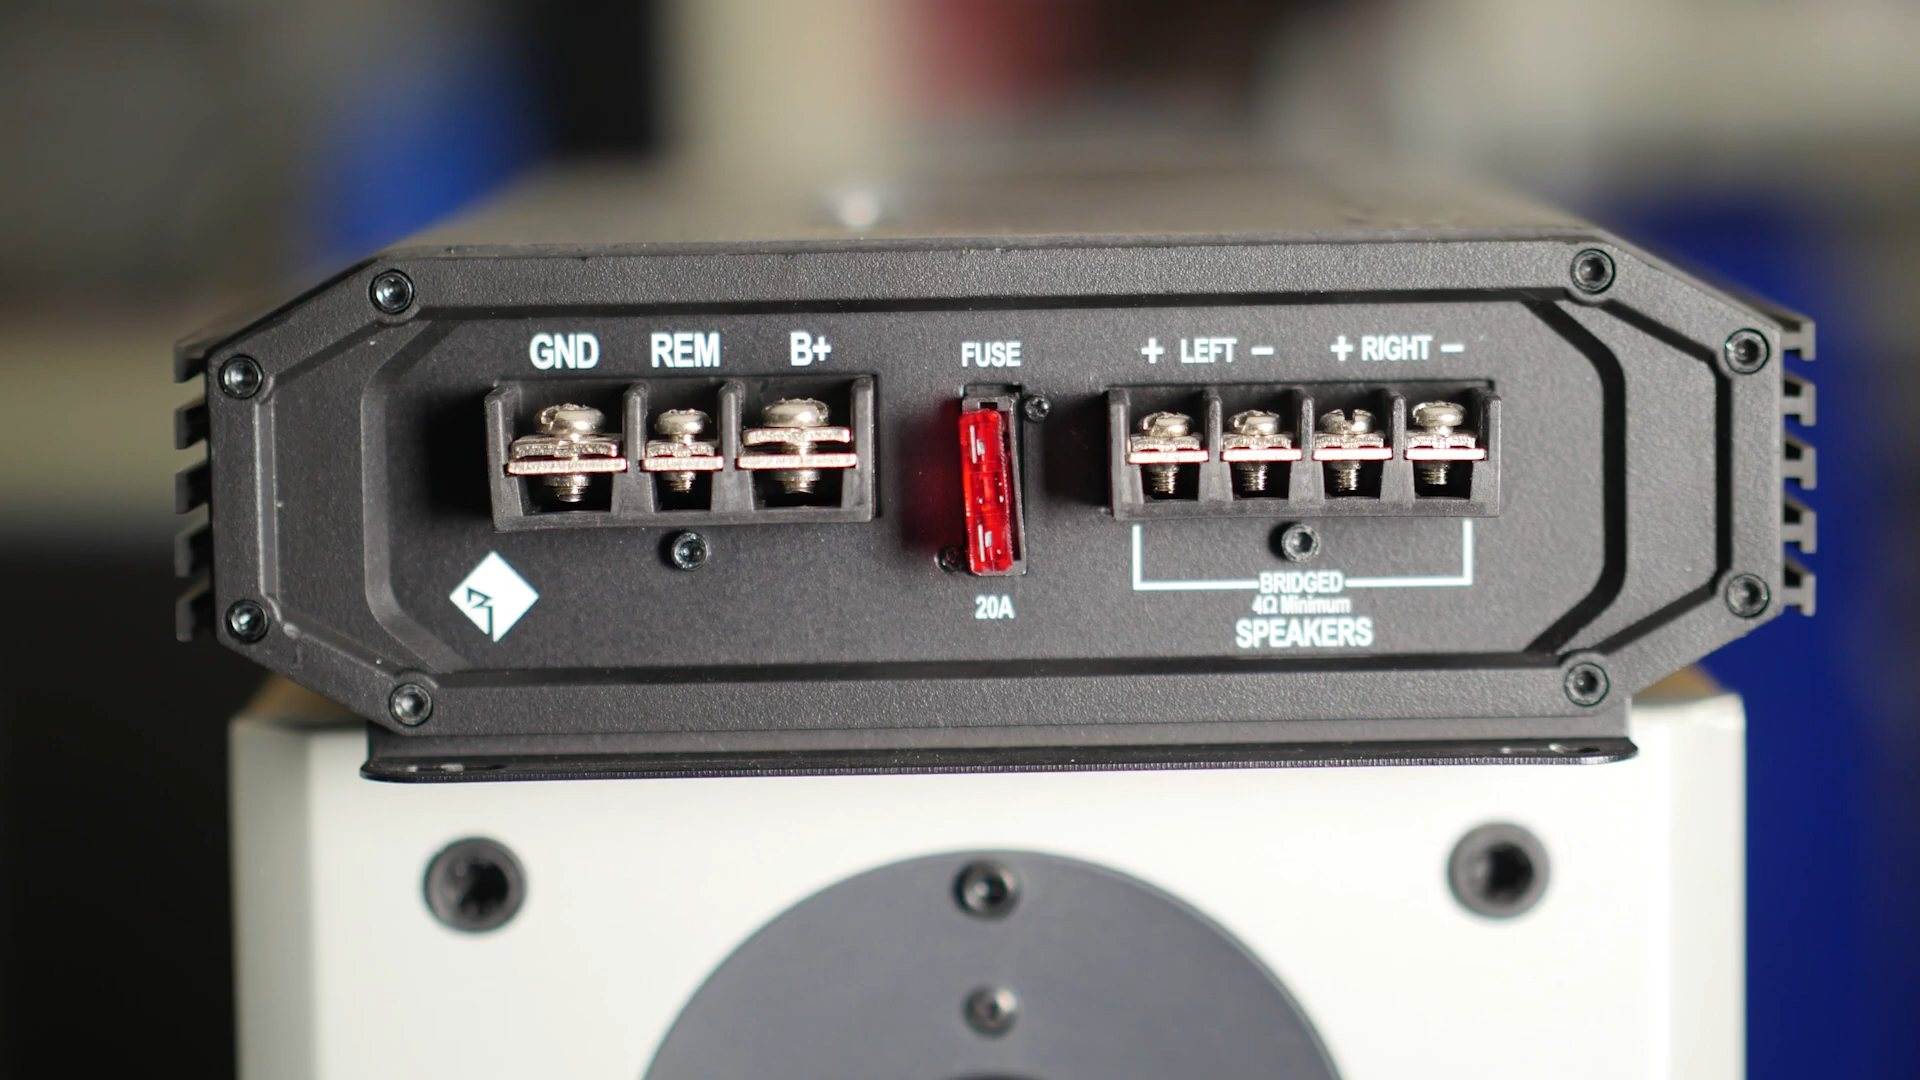 GND REM B+ FUSE + LEFT − + RIGHT −
20A
BRIDGED
4Ω Minimum
SPEAKERS